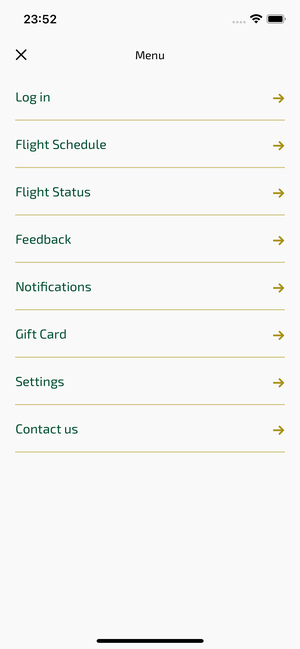 23:52
Menu
Log in
Flight Schedule
Flight Status
Feedback
Notifications
Gift Card
Settings
Contact us